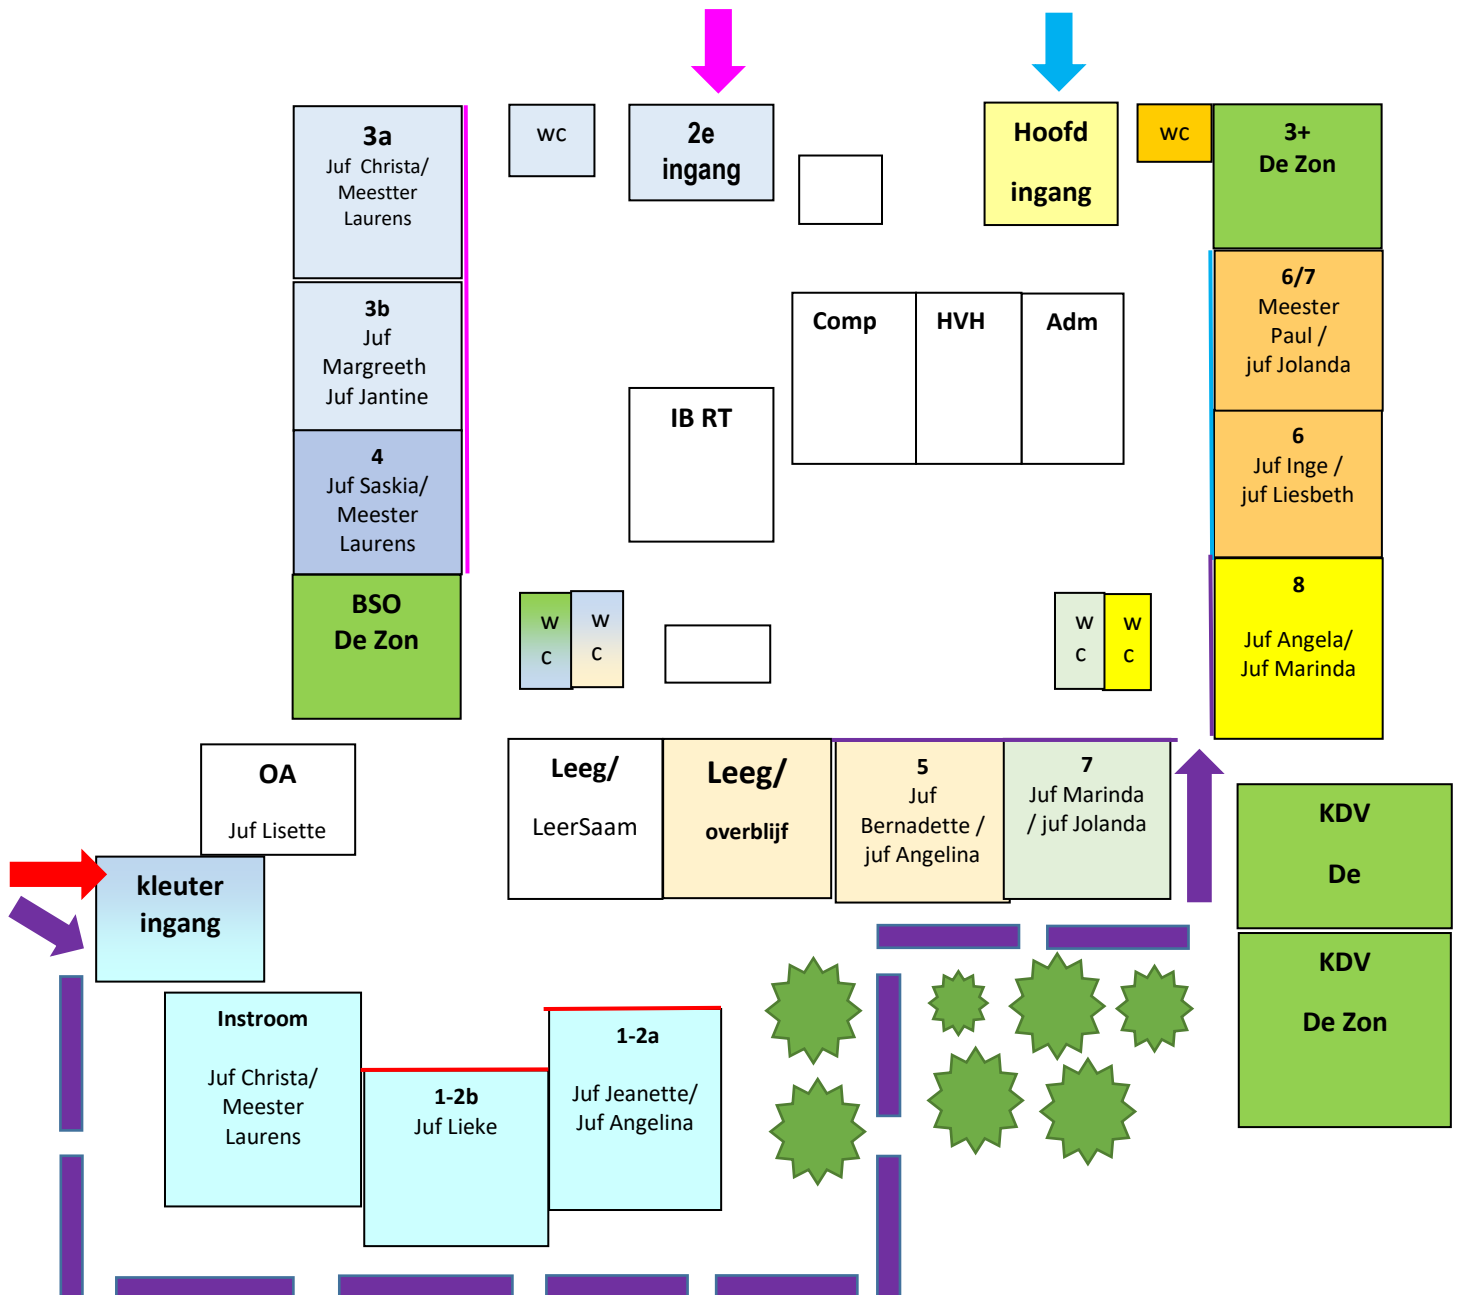 3a
Juf Christa/
Meestter
Laurens
wc
2e
ingang
Hoofd
ingang
wc
3+
De Zon
3b
Juf
Margreeth
Juf Jantine
Comp
HVH
Adm
6/7
Meester
Paul /
juf Jolanda
IB RT
4
Juf Saskia/
Meester
Laurens
6
Juf Inge /
juf Liesbeth
BSO
De Zon
w
c
w
c
w
c
w
c
8
Juf Angela/
Juf Marinda
OA
Juf Lisette
Leeg/
LeerSaam
Leeg/
overblijf
5
Juf
Bernadette /
juf Angelina
7
Juf Marinda
/ juf Jolanda
KDV
De
kleuter
ingang
KDV
De Zon
Instroom
Juf Christa/
Meester
Laurens
1-2b
Juf Lieke
1-2a
Juf Jeanette/
Juf Angelina